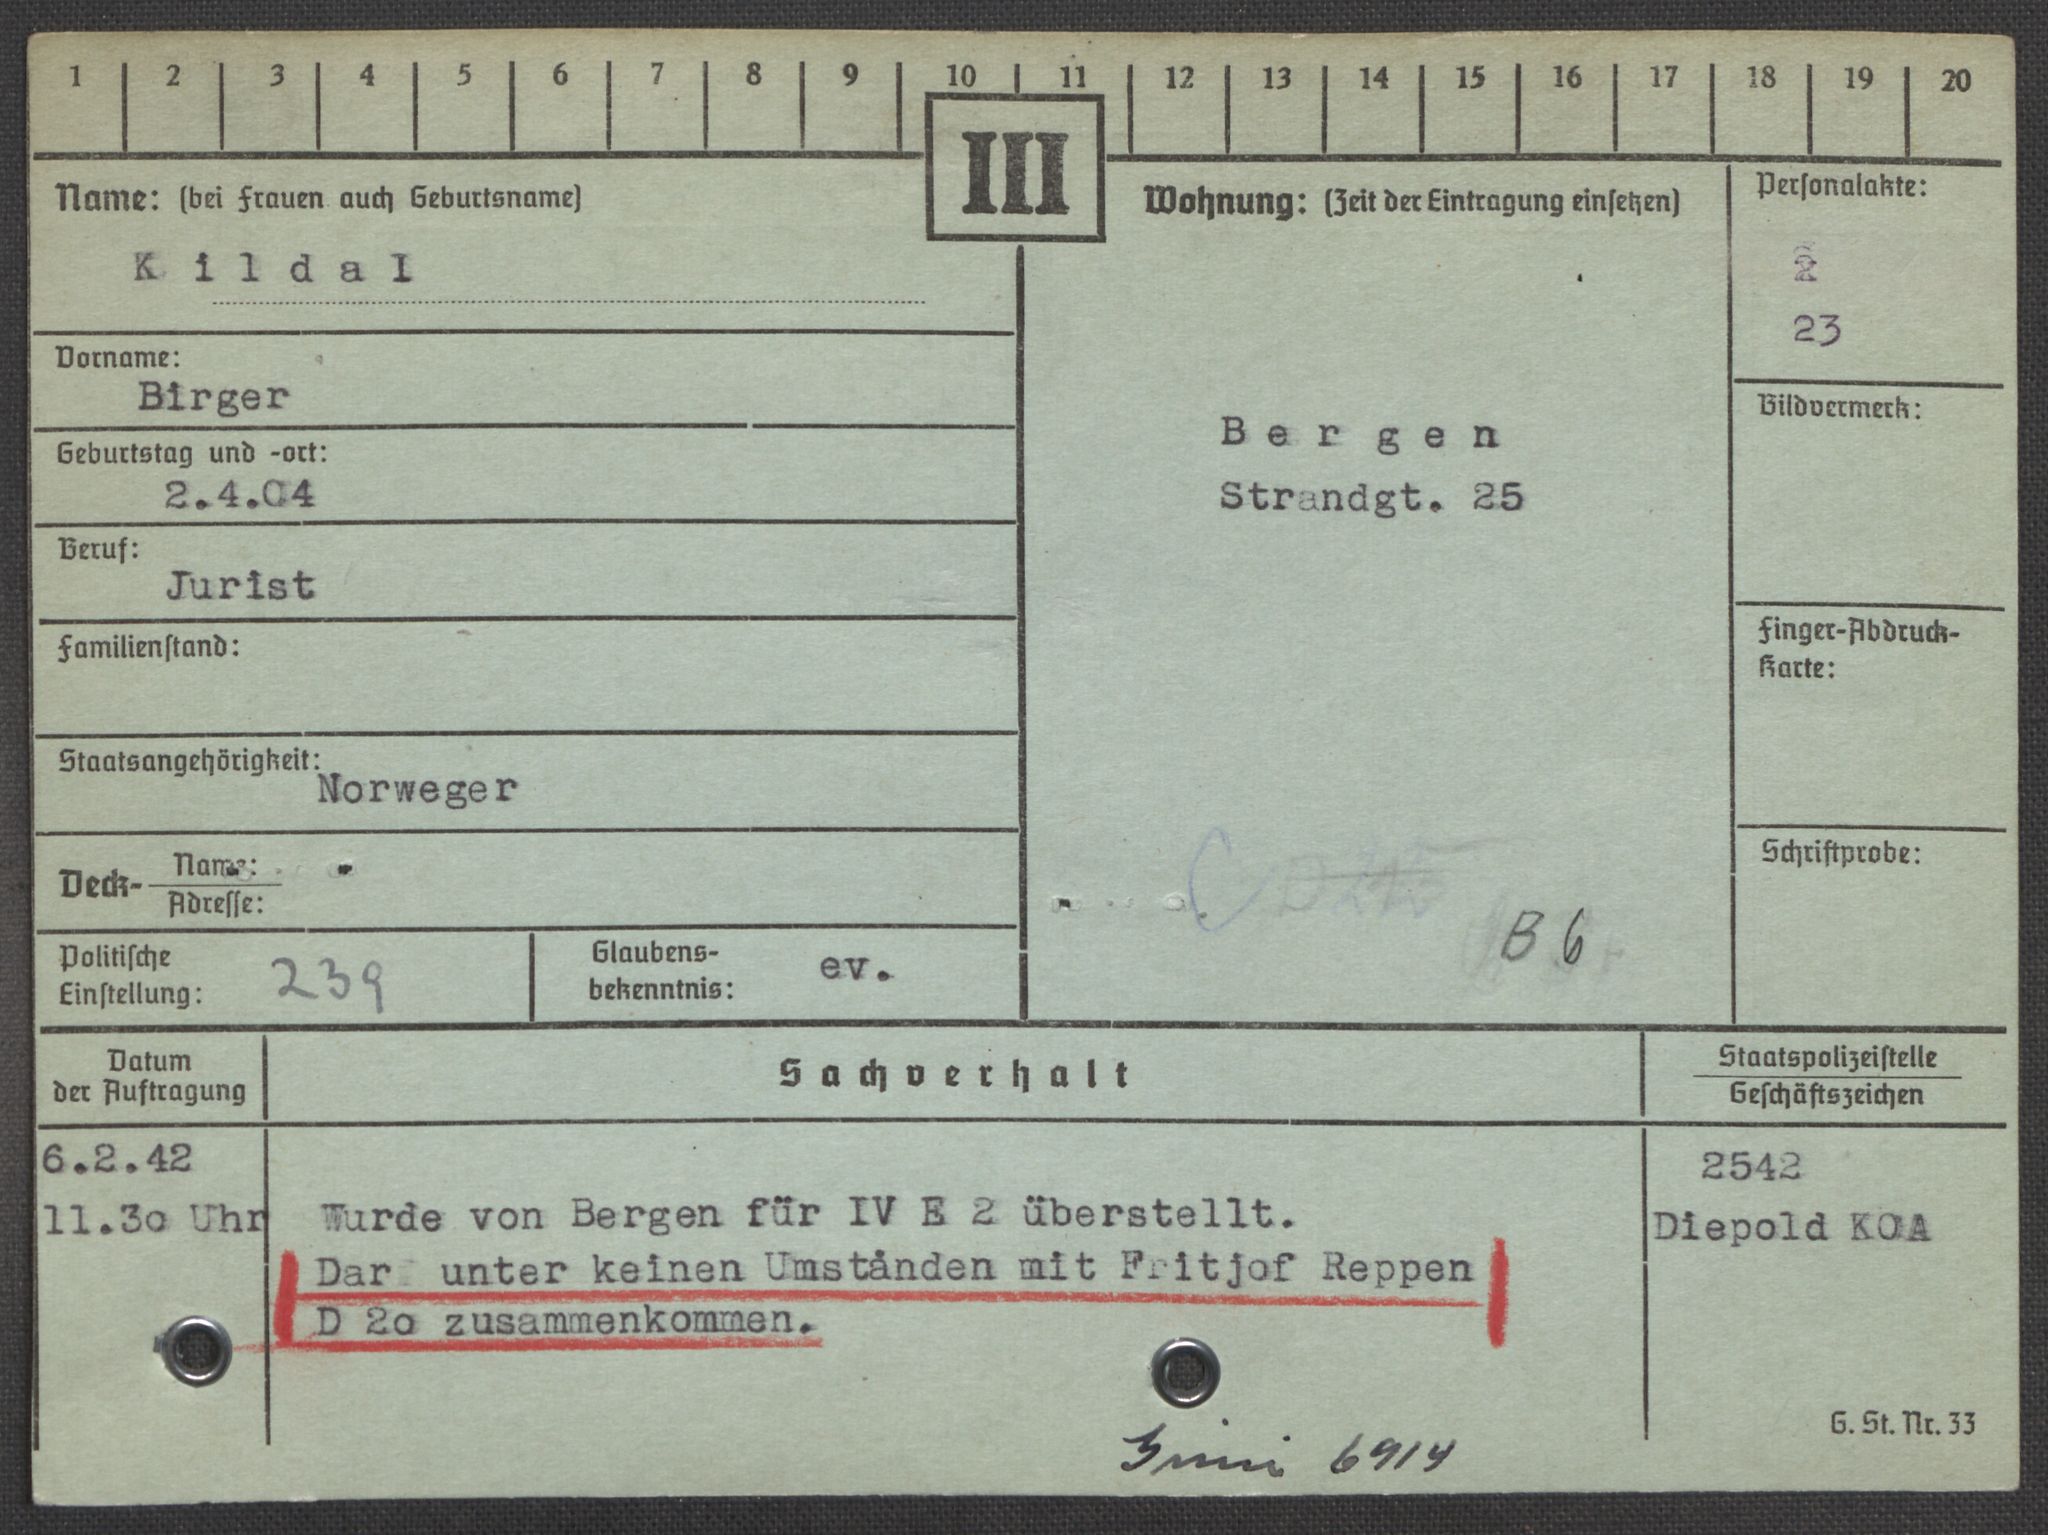 1 2 3 4 5 6 7 8 9 10 11 12 13 14 15 16 17 18 19 20
III
Name: (bei Frauen auch Geburtsname)
K i l d a l
Vorname:
Birger
Geburtstag und -ort:
2.4.04
Beruf:
Jurist
Familienstand:
Staatsangehörigkeit:
Norweger
Deck- Name:
Adresse:
Politische
Einstellung: 239
Glaubens-
bekenntnis: ev.
Wohnung: (Zeit der Eintragung einsetzen)
B e r g e n
Strandgt. 25
B 6
Personalakte:
2
23
Bildvermerk:
Finger-Abdruck-
Karte:
Schriftprobe:
Datum
der Auftragung
Sachverhalt
Staatspolizeistelle
Geschäftszeichen
6.2.42 2542
11.3o Uhr Wurde von Bergen für IV E 2 überstellt. Diepold KOA
Darf unter keinen Umständen mit Fritjof Reppen
D 2o zusammenkommen.
G. St. Nr. 33
6914